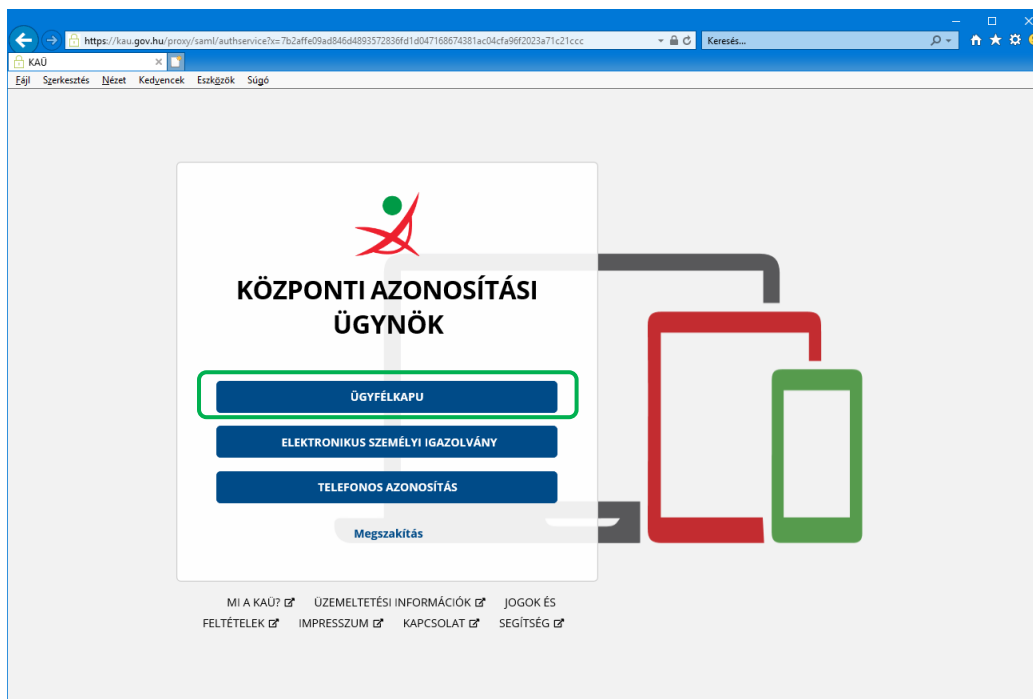 https://kau.gov.hu/proxy/saml/authservice?x=7b2affe09ad846d4893572836fd1d047168674381ac04cfa96f2023a71c21ccc
Keresés...
KAÜ
Fájl Szerkesztés Nézet Kedvencek Eszközök Súgó
KÖZPONTI AZONOSÍTÁSI
ÜGYNÖK
ÜGYFÉLKAPU
ELEKTRONIKUS SZEMÉLYI IGAZOLVÁNY
TELEFONOS AZONOSÍTÁS
Megszakítás
MI A KAÜ? ÜZEMELTETÉSI INFORMÁCIÓK JOGOK ÉS
FELTÉTELEK IMPRESSZUM KAPCSOLAT SEGÍTSÉG